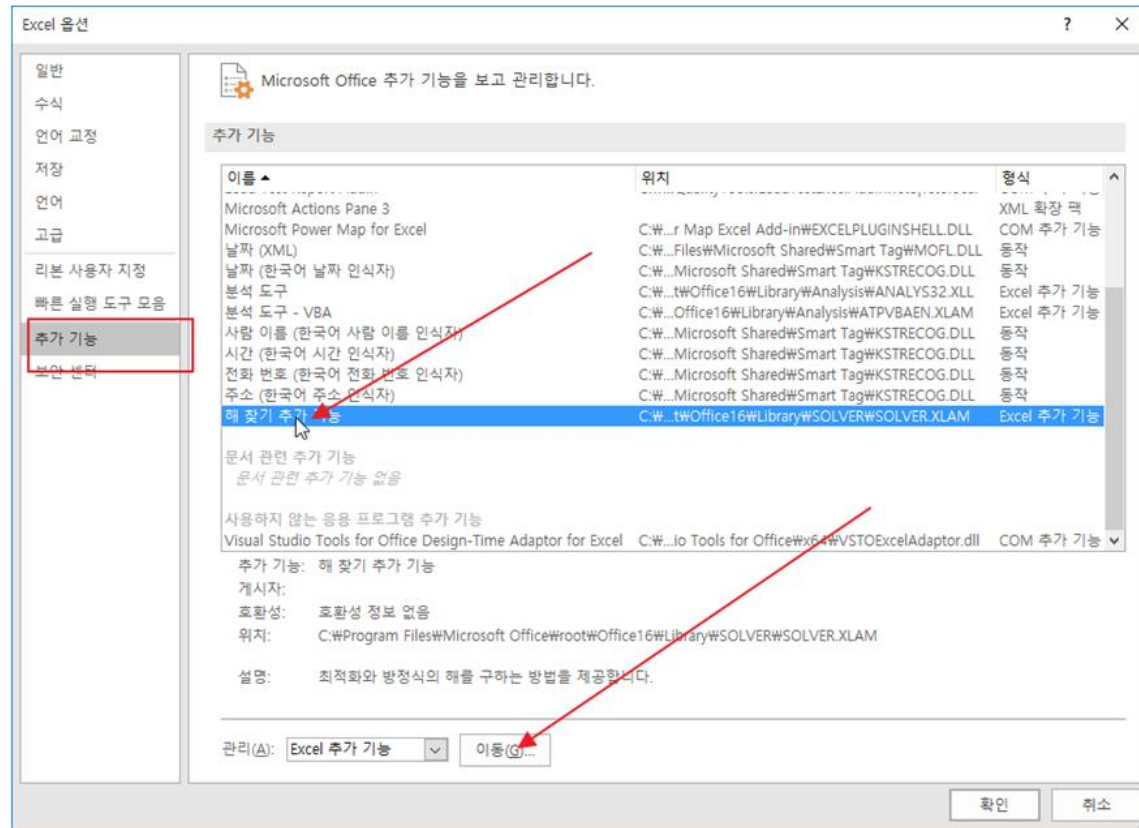 Excel 옵션
?
일반
수식
언어 교정
저장
언어
고급
리본 사용자 지정
빠른 실행 도구 모음
추가 기능
보안 센터
Microsoft Office 추가 기능을 보고 관리합니다.
추가 기능
이름 위치 형식
Microsoft Actions Pane 3 XML 확장 팩
Microsoft Power Map for Excel C:₩...r Map Excel Add-in₩EXCELPLUGINSHELL.DLL COM 추가 기능
날짜 (XML) C:₩...Files₩Microsoft Shared₩Smart Tag₩MOFL.DLL 동작
날짜 (한국어 날짜 인식자) C:₩...Microsoft Shared₩Smart Tag₩KSTRECOG.DLL 동작
분석 도구 C:₩...t₩Office16₩Library₩Analysis₩ANALYS32.XLL Excel 추가 기능
분석 도구 - VBA C:₩...Office16₩Library₩Analysis₩ATPVBAEN.XLAM Excel 추가 기능
사람 이름 (한국어 사람 이름 인식자) C:₩...Microsoft Shared₩Smart Tag₩KSTRECOG.DLL 동작
시간 (한국어 시간 인식자) C:₩...Microsoft Shared₩Smart Tag₩KSTRECOG.DLL 동작
전화 번호 (한국어 전화 번호 인식자) C:₩...Microsoft Shared₩Smart Tag₩KSTRECOG.DLL 동작
주소 (한국어 주소 인식자) C:₩...Microsoft Shared₩Smart Tag₩KSTRECOG.DLL 동작
해 찾기 추가 기능 C:₩...t₩Office16₩Library₩SOLVER₩SOLVER.XLAM Excel 추가 기능
문서 관련 추가 기능
문서 관련 추가 기능 없음
사용하지 않는 응용 프로그램 추가 기능
Visual Studio Tools for Office Design-Time Adaptor for Excel C:₩...io Tools for Office₩x64₩VSTOExcelAdaptor.dll COM 추가 기능
추가 기능: 해 찾기 추가 기능
게시자:
호환성: 호환성 정보 없음
위치: C:₩Program Files₩Microsoft Office₩root₩Office16₩Library₩SOLVER₩SOLVER.XLAM
설명: 최적화와 방정식의 해를 구하는 방법을 제공합니다.
관리(A): Excel 추가 기능 이동(G)...
확인 취소